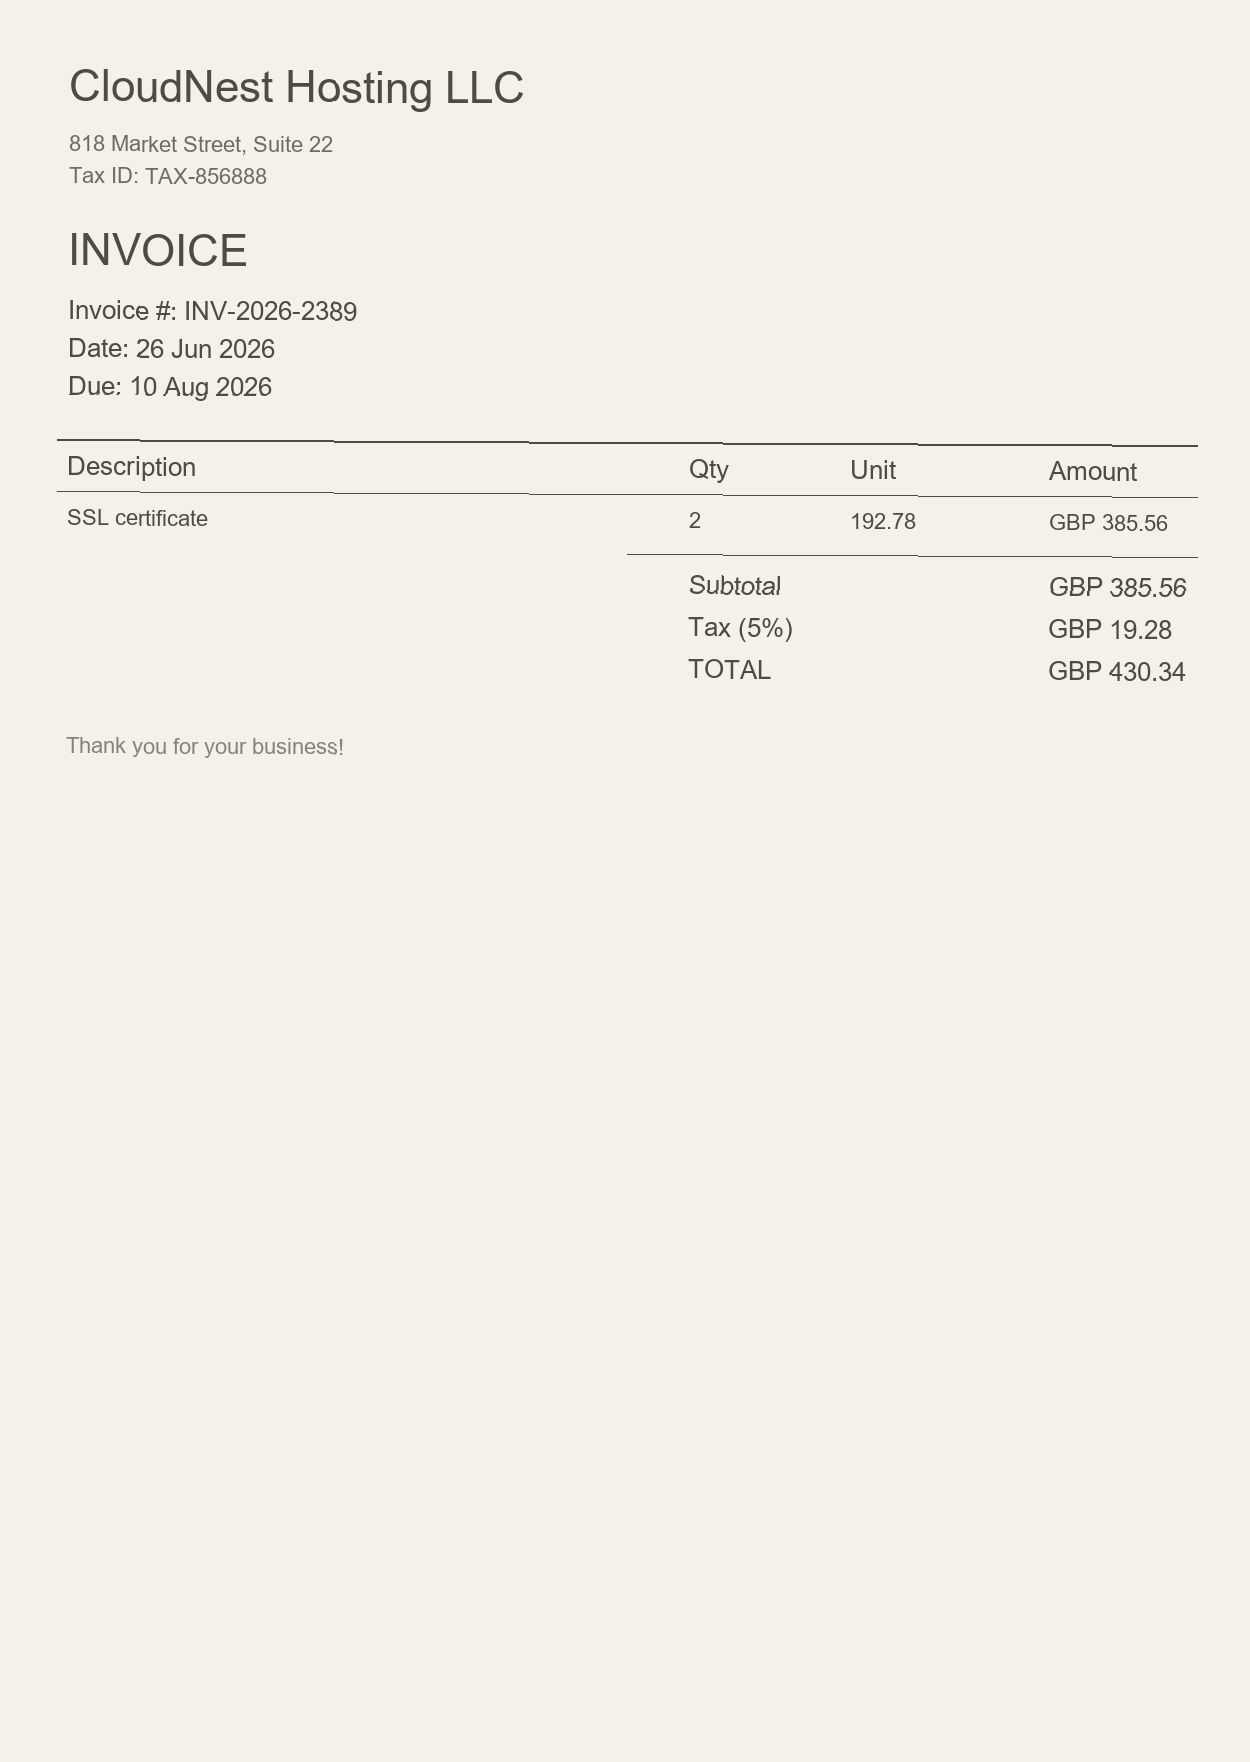 CloudNest Hosting LLC
818 Market Street, Suite 22
Tax ID: TAX-856888
INVOICE
Invoice #: INV-2026-2389
Date: 26 Jun 2026
Due: 10 Aug 2026
Description Qty Unit Amount
SSL certificate 2 192.78 GBP 385.56
Subtotal GBP 385.56
Tax (5%) GBP 19.28
TOTAL GBP 430.34
Thank you for your business!